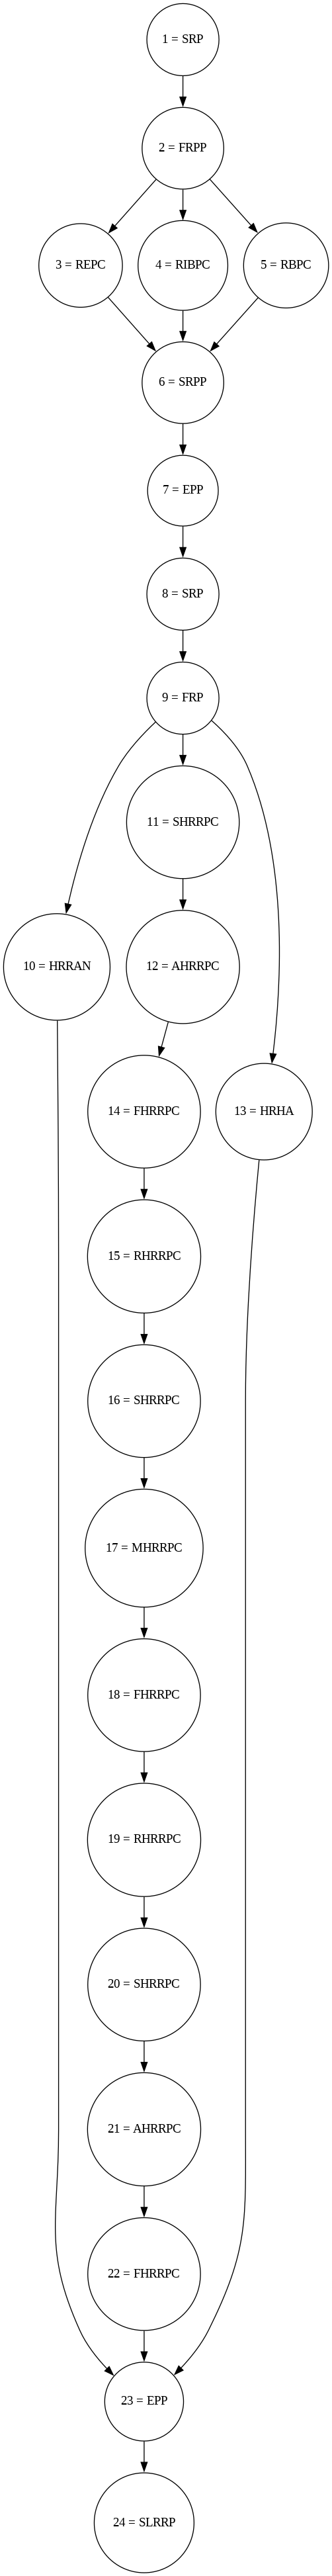 1 = SRP
2 = FRPP
3 = REPC
4 = RIBPC
5 = RBPC
6 = SRPP
7 = EPP
8 = SRP
9 = FRP
11 = SHRRPC
10 = HRRAN
12 = AHRRPC
14 = FHRRPC
13 = HRHA
15 = RHRRPC
16 = SHRRPC
17 = MHRRPC
18 = FHRRPC
19 = RHRRPC
20 = SHRRPC
21 = AHRRPC
22 = FHRRPC
23 = EPP
24 = SLRRP